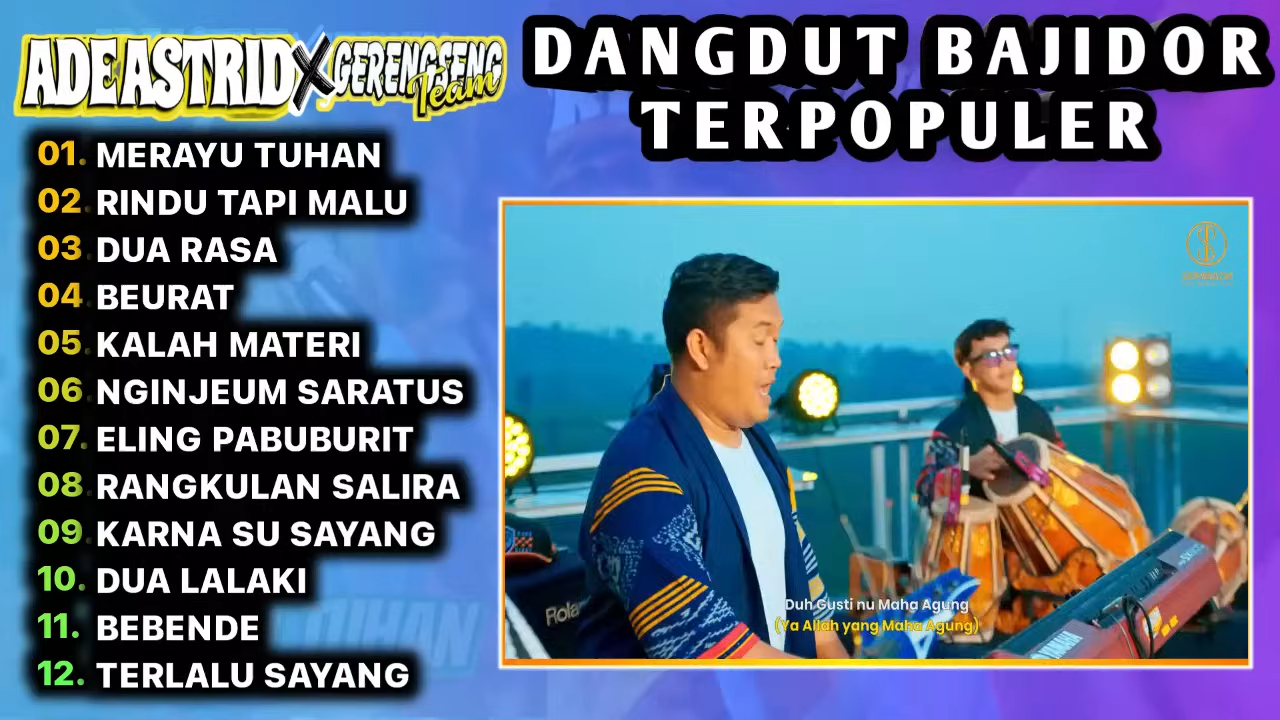 ADE ASTRID X GERENGSENG Team
DANGDUT BAJIDOR
TERPOPULER
01. MERAYU TUHAN
02. RINDU TAPI MALU
03. DUA RASA
04. BEURAT
05. KALAH MATERI
06. NGINJEUM SARATUS
07. ELING PABUBURIT
08. RANGKULAN SALIRA
09. KARNA SU SAYANG
10. DUA LALAKI
11. BEBENDE
12. TERLALU SAYANG
Duh Gusti nu Maha Agung
(Ya Allah yang Maha Agung)
Rola
YAMAHA